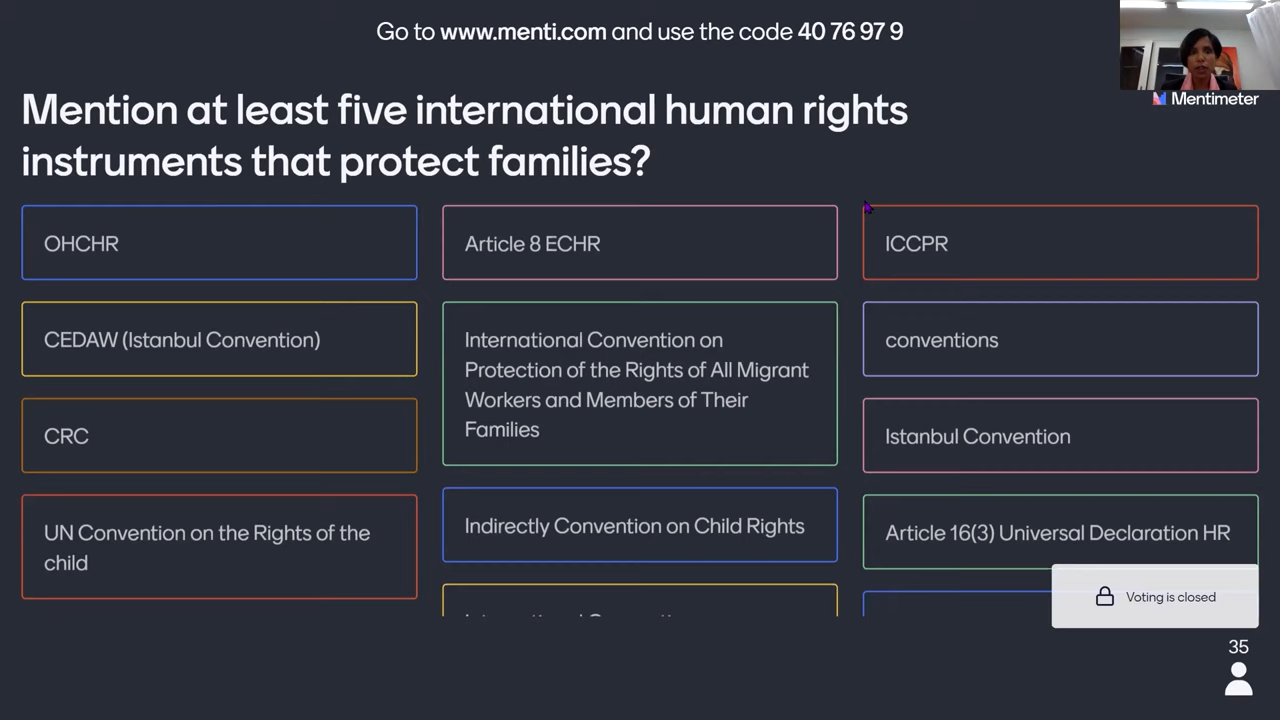 Go to www.menti.com and use the code 40 76 97 9
Mentimeter
Mention at least five international human rights
instruments that protect families?
OHCHR
CEDAW (Istanbul Convention)
CRC
UN Convention on the Rights of the
child
Article 8 ECHR
International Convention on
Protection of the Rights of All Migrant
Workers and Members of Their
Families
Indirectly Convention on Child Rights
ICCPR
conventions
Istanbul Convention
Article 16(3) Universal Declaration HR
Voting is closed
35